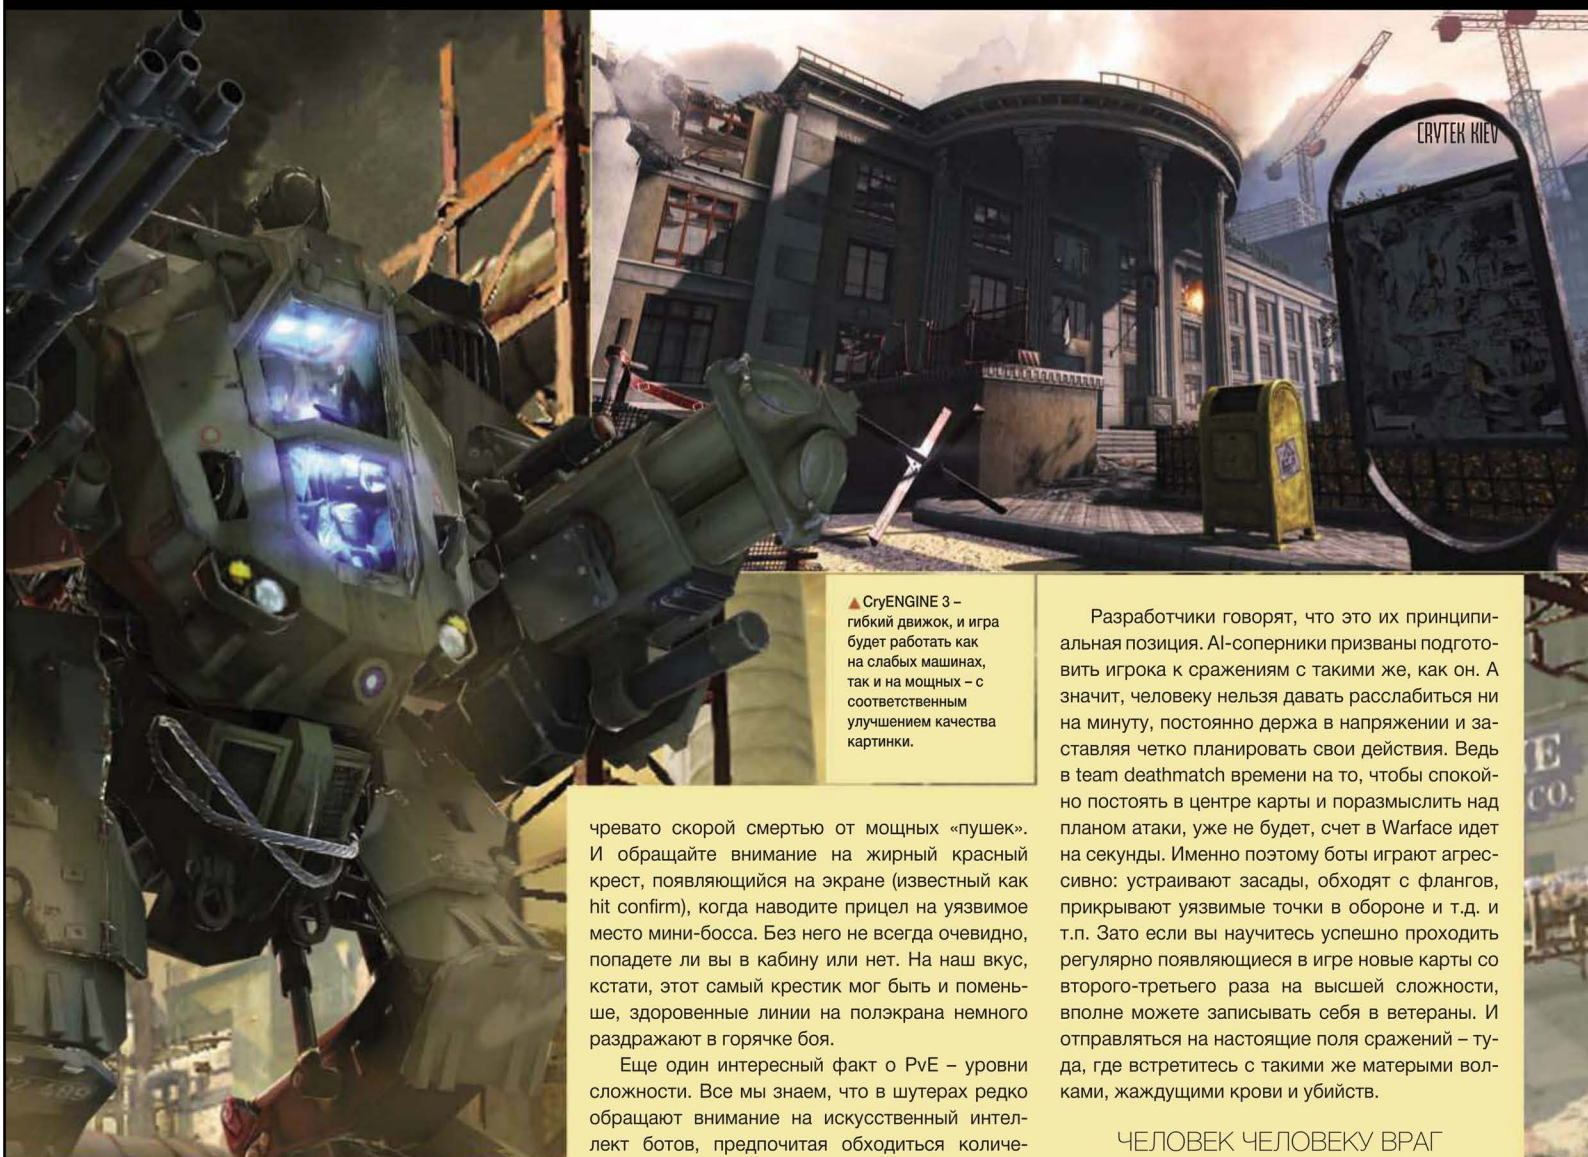 CRYTEK KIEV
▲ CryENGINE 3 –
гибкий движок, и игра
будет работать как
на слабых машинах,
так и на мощных – с
соответственным
улучшением качества
картинки.
чревато скорой смертью от мощных «пушек».
И обращайте внимание на жирный красный
крест, появляющийся на экране (известный как
hit confirm), когда наводите прицел на уязвимое
место мини-босса. Без него не всегда очевидно,
попадете ли вы в кабину или нет. На наш вкус,
кстати, этот самый крестик мог быть и помень-
ше, здоровенные линии на полэкрана немного
раздражают в горячке боя.
Еще один интересный факт о PvE – уровни
сложности. Все мы знаем, что в шутерах редко
обращают внимание на искусственный интел-
лект ботов, предпочитая обходиться количе-
Разработчики говорят, что это их принципи-
альная позиция. AI-соперники призваны подгото-
вить игрока к сражениям с такими же, как он. А
значит, человеку нельзя давать расслабиться ни
на минуту, постоянно держа в напряжении и за-
ставляя четко планировать свои действия. Ведь
в team deathmatch времени на то, чтобы спокой-
но постоять в центре карты и поразмыслить над
планом атаки, уже не будет, счет в Warface идет
на секунды. Именно поэтому боты играют агрес-
сивно: устраивают засады, обходят с флангов,
прикрывают уязвимые точки в обороне и т.д. и
т.п. Зато если вы научитесь успешно проходить
регулярно появляющиеся в игре новые карты со
второго-третьего раза на высшей сложности,
вполне можете записывать себя в ветераны. И
отправляться на настоящие поля сражений – ту-
да, где встретитесь с такими же матерыми вол-
ками, жаждущими крови и убийств.
ЧЕЛОВЕК ЧЕЛОВЕКУ ВРАГ
E
CO.
489